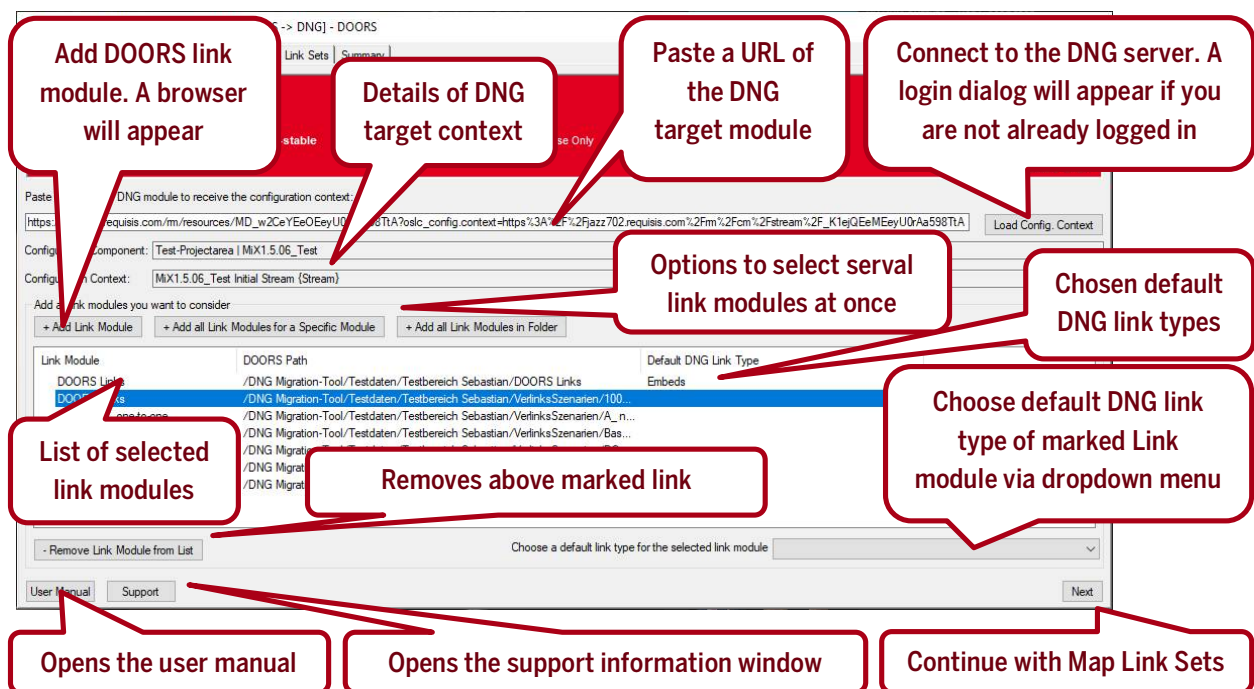 -> DNG] - DOORS
Link Sets | Summary
Add DOORS link
module. A browser
will appear
Details of DNG
target context
Paste a URL of
the DNG
target module
Connect to the DNG server. A
login dialog will appear if you
are not already logged in
-stable
se Only
Paste DNG module to receive the configuration context:
https: requisis.com/rm/resources/MD_w2CeYEeOEeyU0 TtA?oslc_config.context=https%3A%2F%2Fjazz702.requisis.com%2Frm%2Fcm%2Fstream%2F_K1ejQEeMEeyU0rAa598TtA
Load Config. Context
Component: Test-Projectarea | MiX1.5.06_Test
Context: MiX1.5.06_Test Initial Stream {Stream}
Options to select serval
link modules at once
Chosen default
DNG link types
Add all link modules you want to consider
+ Add Link Module
+ Add all Link Modules for a Specific Module
+ Add all Link Modules in Folder
Link Module DOORS Path Default DNG Link Type
DOORS Links /DNG Migration-Tool/Testdaten/Testbereich Sebastian/DOORS Links Embeds
DOORS /DNG Migration-Tool/Testdaten/Testbereich Sebastian/VerlinksSzenarien/100...
one-to-one /DNG Migration-Tool/Testdaten/Testbereich Sebastian/VerlinksSzenarien/A_n...
/DNG Migration-Tool/Testdaten/Testbereich Sebastian/VerlinksSzenarien/Bas...
/DNG Migrat
/DNG Migrat
List of selected
link modules
Removes above marked link
Choose default DNG link
type of marked Link
module via dropdown menu
- Remove Link Module from List
Choose a default link type for the selected link module
User Manual
Support
Next
Opens the user manual
Opens the support information window
Continue with Map Link Sets